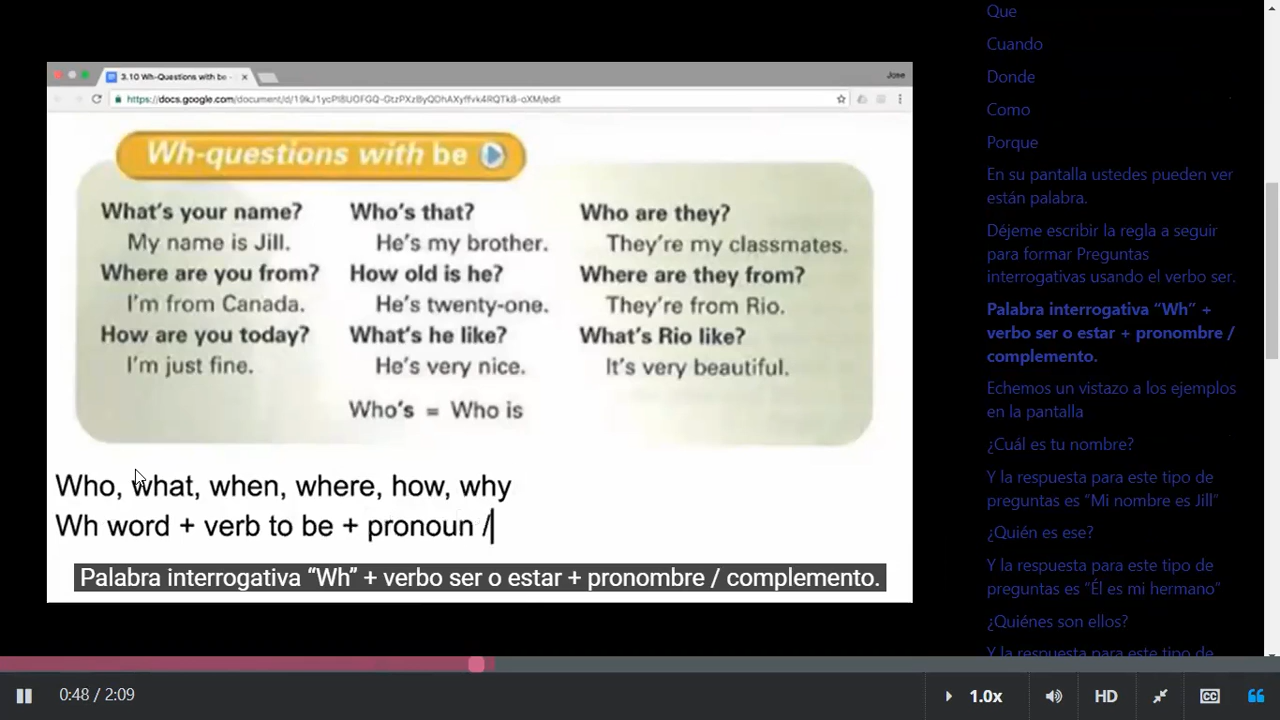 3.10 Wh-Questions with be -
Jose
Wh-questions with be
What's your name?
My name is Jill.
Where are you from?
I'm from Canada.
How are you today?
I'm just fine.
Who's that?
He's my brother.
How old is he?
He's twenty-one.
What's he like?
He's very nice.
Who's = Who is
Who are they?
They're my classmates.
Where are they from?
They're from Rio.
What's Rio like?
It's very beautiful.
Who, what, when, where, how, why
Wh word + verb to be + pronoun /
Palabra interrogativa “Wh” + verbo ser o estar + pronombre / complemento.
Que
Cuando
Donde
Como
Porque
En su pantalla ustedes pueden ver
están palabra.
Déjeme escribir la regla a seguir
para formar Preguntas
interrogativas usando el verbo ser.
Palabra interrogativa “Wh” +
verbo ser o estar + pronombre /
complemento.
Echemos un vistazo a los ejemplos
en la pantalla
¿Cuál es tu nombre?
Y la respuesta para este tipo de
preguntas es “Mi nombre es Jill”
¿Quién es ese?
Y la respuesta para este tipo de
preguntas es “Él es mi hermano”
¿Quiénes son ellos?
Y la respuesta para este tipo de
0:48 / 2:09
1.0x
HD
CC